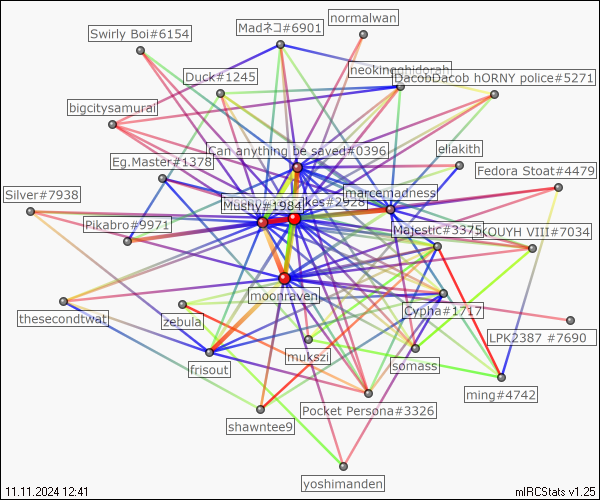 normalwan
Madネコ#6901
Swirly Boi#6154
neokingghidorah
DacobDacob hORNY police#5271
Duck#1245
bigcitysamurai
Can anything be saved#0396
eliakith
Eg.Master#1378
Fedora Stoat#4479
marcemadness
Silver#7938
Mushy#1984
kes#2928
Pikabro#9971
Majestic#3375
KOUYH VIII#7034
moonraven
Cypha#1717
thesecondtwat
zebula
LPK2387 #7690
mukszi
somass
frisout
ming#4742
Pocket Persona#3326
shawntee9
yoshimanden
11.11.2024 12:41
mIRCStats v1.25